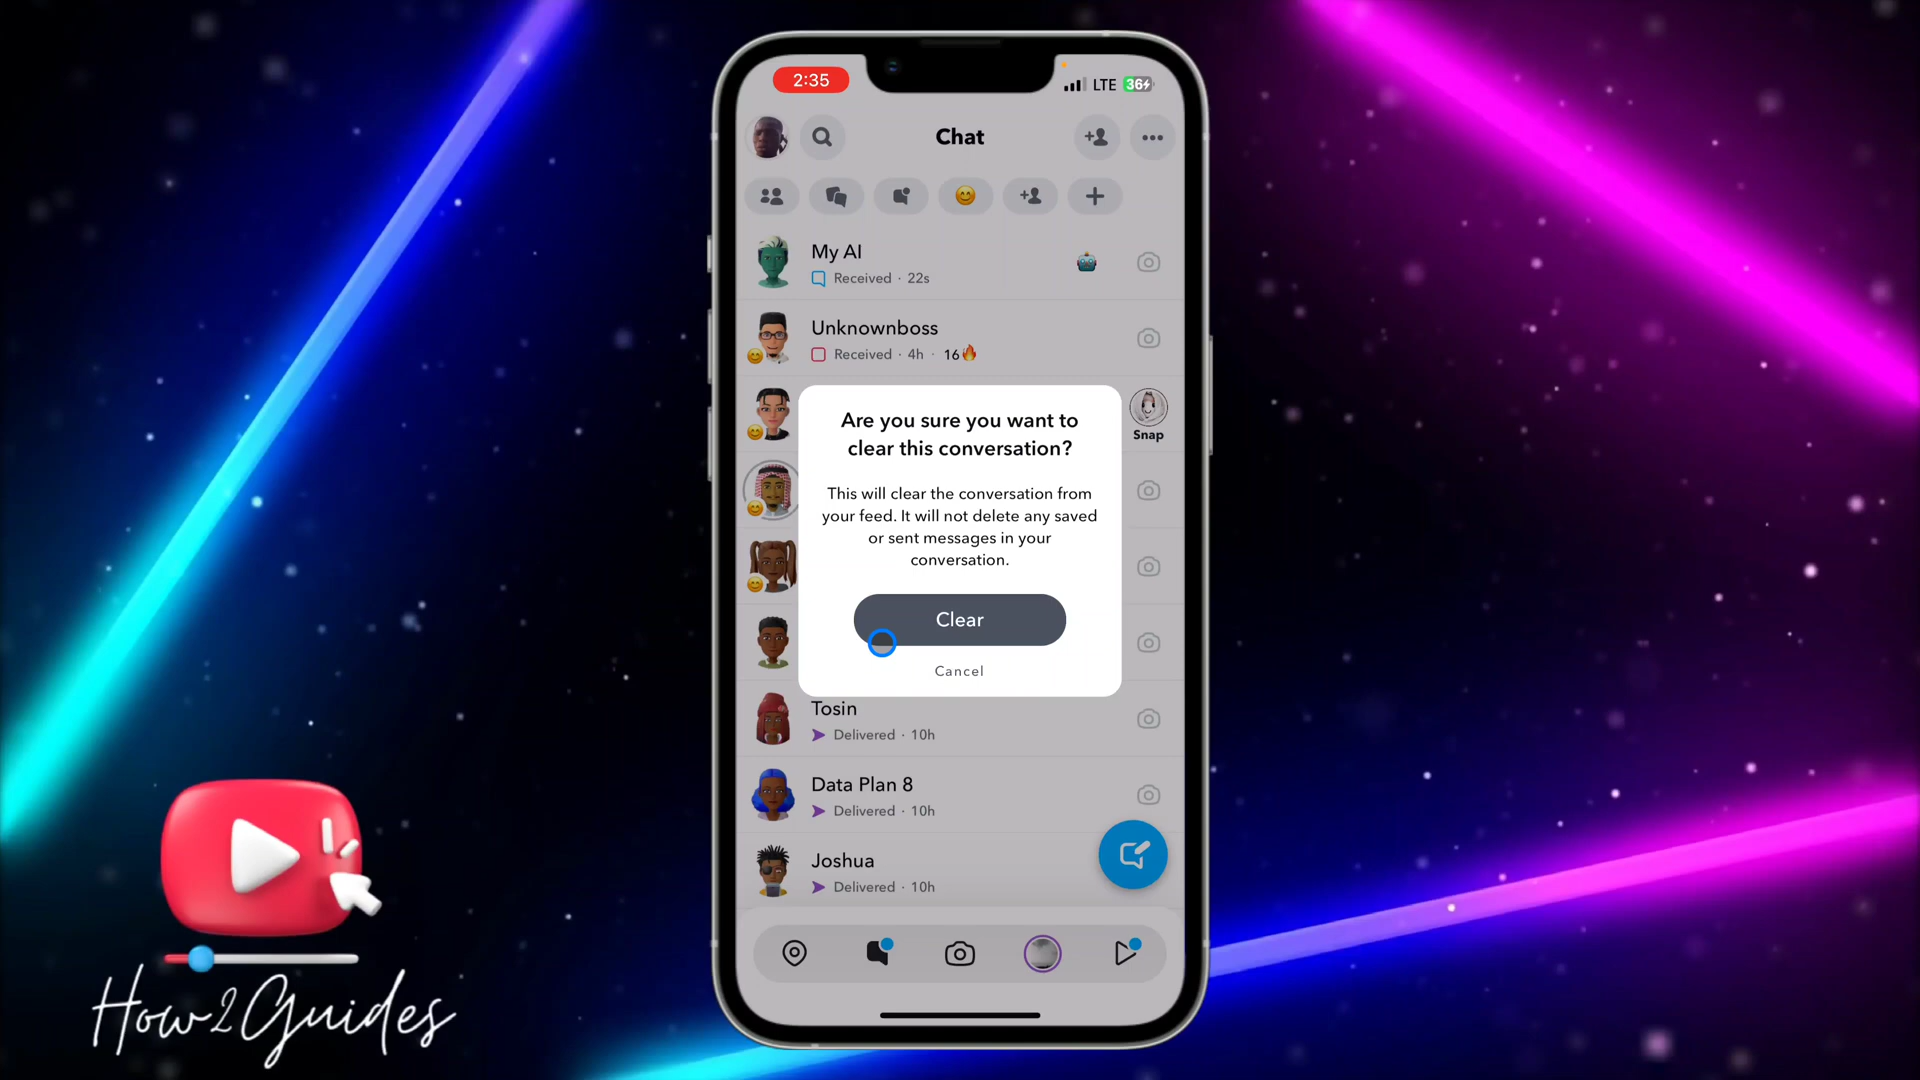 2:35
LTE 36
Chat
My AI
Received · 22s
Unknownboss
Received · 4h · 16🔥
Snap
Are you sure you want to
clear this conversation?
This will clear the conversation from
your feed. It will not delete any saved
or sent messages in your
conversation.
Clear
Cancel
Tosin
Delivered · 10h
Data Plan 8
Delivered · 10h
Joshua
Delivered · 10h
How2Guides